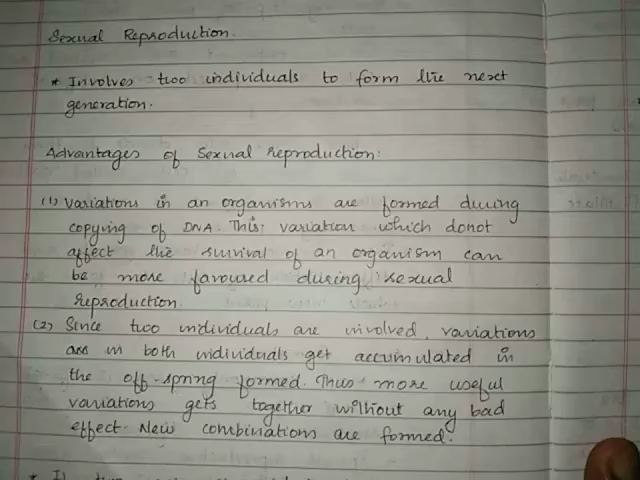 Sexual Reproduction.
* Involves two individuals to form the next
generation.
Advantages of Sexual Reproduction:
(1) Variations in an organisms are formed during
copying of DNA. This variation which donot
affect the survival of an organism can
be more favoured during sexual
reproduction.
(2) Since two individuals are involved, variations
in both individuals get accumulated in
the off-spring formed. Thus more useful
variations gets together without any bad
effect. New combinations are formed.